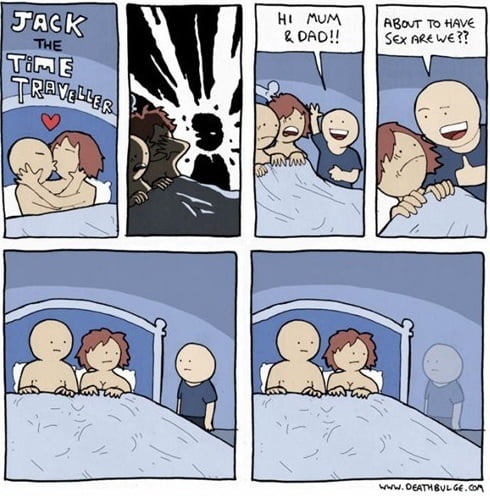 JACK
THE
TIME
TRAVELLER
HI MUM
& DAD!!
ABOUT TO HAVE
SEX ARE WE??
WWW.DEATHBULGE.COM